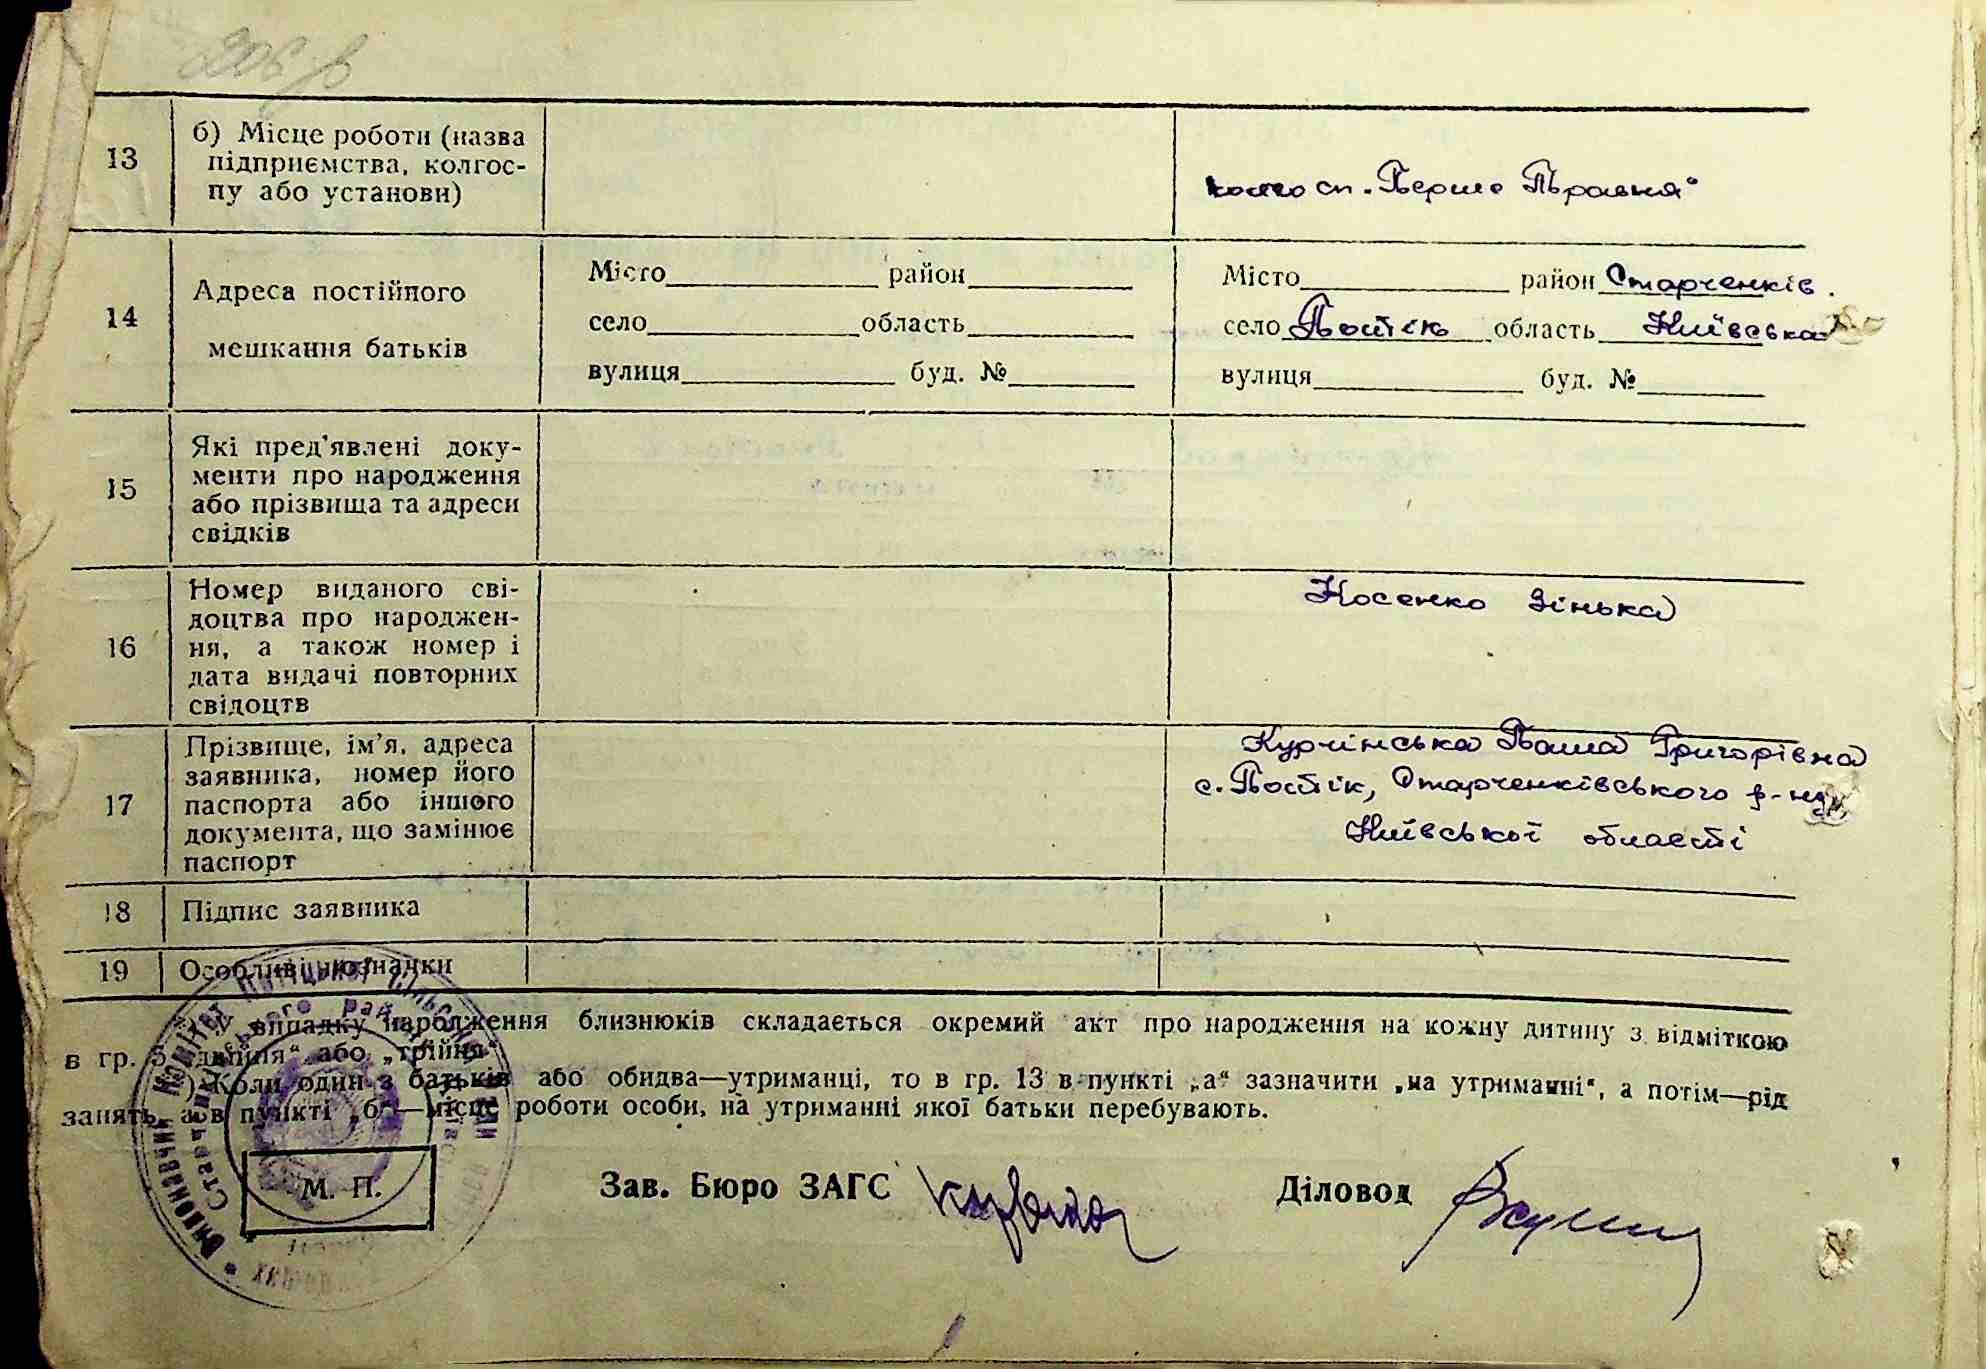 206 зв
13
б) Місце роботи (назва
підприємства, колгос-
пу або установи)
колгосп. „Перше Травня"
14
Адреса постійного
мешкання батьків
Місто район
село область
вулиця буд. №
Місто район Старченків.
село область Київська
вулиця буд. №
15
Які пред'явлені доку-
менти про народження
або прізвища та адреси
свідків
16
Номер виданого сві-
доцтва про народжен-
ня, а також номер і
дата видачі повторних
свідоцтв
Косенко Зінька
17
Прізвище, ім'я, адреса
заявника, номер його
паспорта або іншого
документа, що замінює
паспорт
Курчінська Паша Григорівна
с. Старченківського р-ну,
Київської області
18
Підпис заявника
19
Особливі позначки
У випадку народження близнюків складається окремий акт про народження на кожну дитину з відміткою
в гр. 3 „двійня“ або „трійня“
) Коли один з батьків або обидва—утриманці, то в гр. 13 в пункті „а“ зазначити „на утриманні“, а потім—рід
занять, а в пункті „б“—місце роботи особи, на утриманні якої батьки перебувають.
М. П.
Зав. Бюро ЗАГС
Діловод